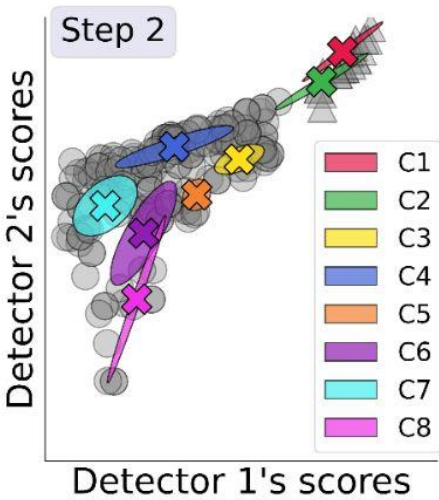 Step 2
Detector 2's scores
C1
C2
C3
C4
C5
C6
C7
C8
Detector 1's scores